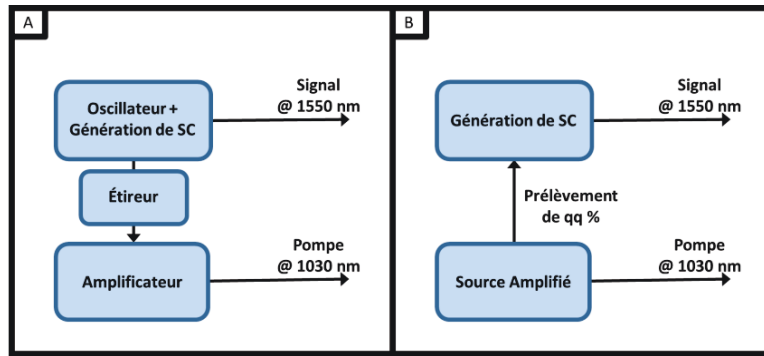 A
Oscillateur +
Génération de SC
Signal
@ 1550 nm
Étireur
Amplificateur
Pompe
@ 1030 nm
B
Génération de SC
Signal
@ 1550 nm
Prélèvement
de qq %
Source Amplifié
Pompe
@ 1030 nm